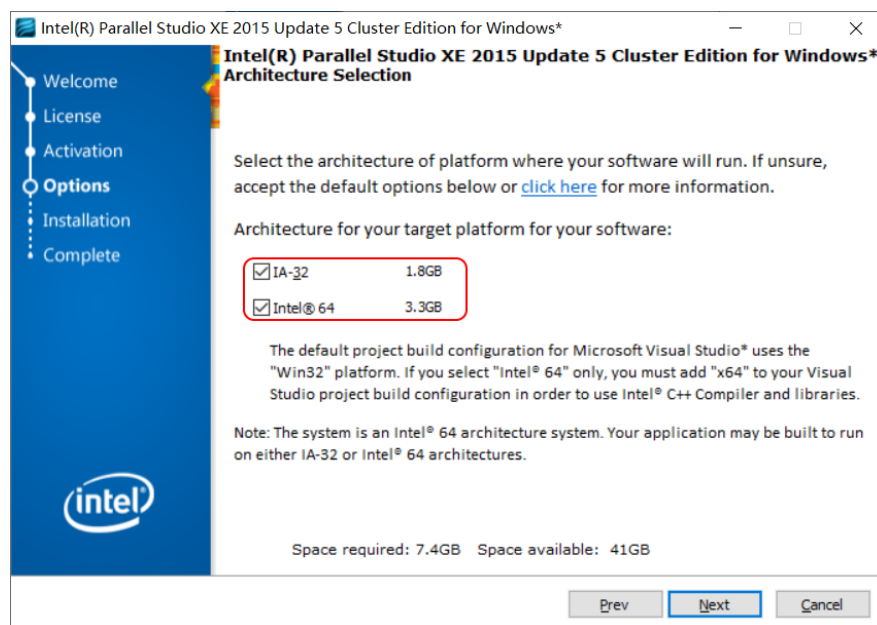 Intel(R) Parallel Studio XE 2015 Update 5 Cluster Edition for Windows*
Intel(R) Parallel Studio XE 2015 Update 5 Cluster Edition for Windows*
Architecture Selection
Welcome
License
Activation
Options
Installation
Complete
Select the architecture of platform where your software will run. If unsure,
accept the default options below or click here for more information.
Architecture for your target platform for your software:
IA-32 1.8GB
Intel® 64 3.3GB
The default project build configuration for Microsoft Visual Studio* uses the
"Win32" platform. If you select "Intel® 64" only, you must add "x64" to your Visual
Studio project build configuration in order to use Intel® C++ Compiler and libraries.
Note: The system is an Intel® 64 architecture system. Your application may be built to run
on either IA-32 or Intel® 64 architectures.
(intel)
Space required: 7.4GB Space available: 41GB
Prev Next Cancel